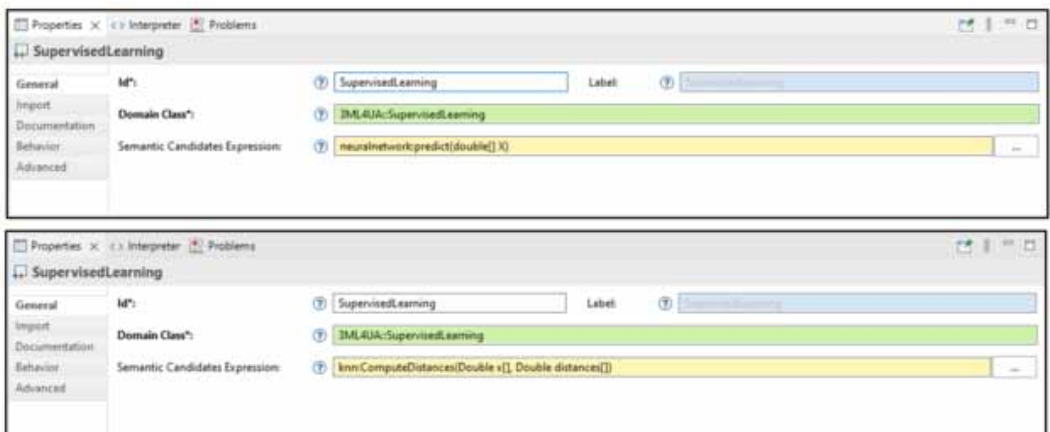 Properties Interpreter Problems
SupervisedLearning
General Id*: SupervisedLearning Label:
Import
Domain Class*: IML4UA::SupervisedLearning
Documentation
Behavior Semantic Candidates Expression: neuralnetwork:predict(double[] X) ...
Advanced
Properties Interpreter Problems
SupervisedLearning
General Id*: SupervisedLearning Label:
Import
Domain Class*: IML4UA::SupervisedLearning
Documentation
Behavior Semantic Candidates Expression: knn:ComputeDistances(Double x[], Double distances[]) ...
Advanced